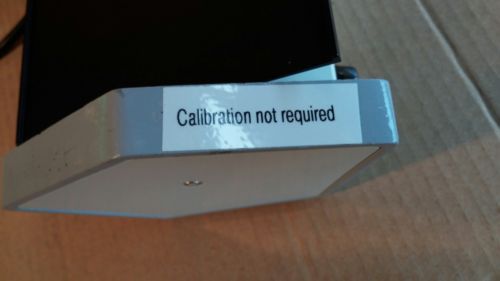 Calibration not required